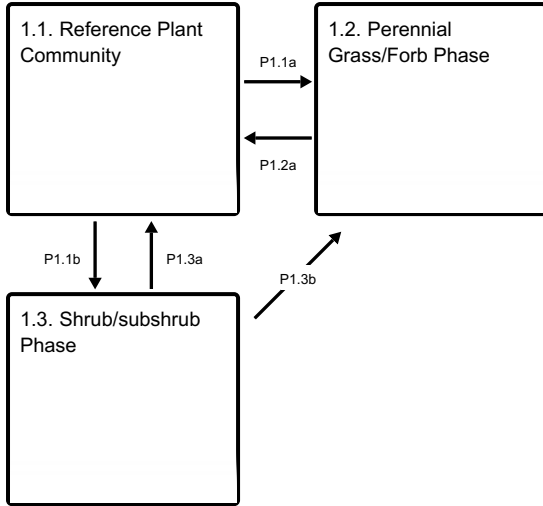 1.1. Reference Plant
Community
1.2. Perennial
Grass/Forb Phase
P1.1a
P1.2a
P1.1b
P1.3a
P1.3b
1.3. Shrub/subshrub
Phase